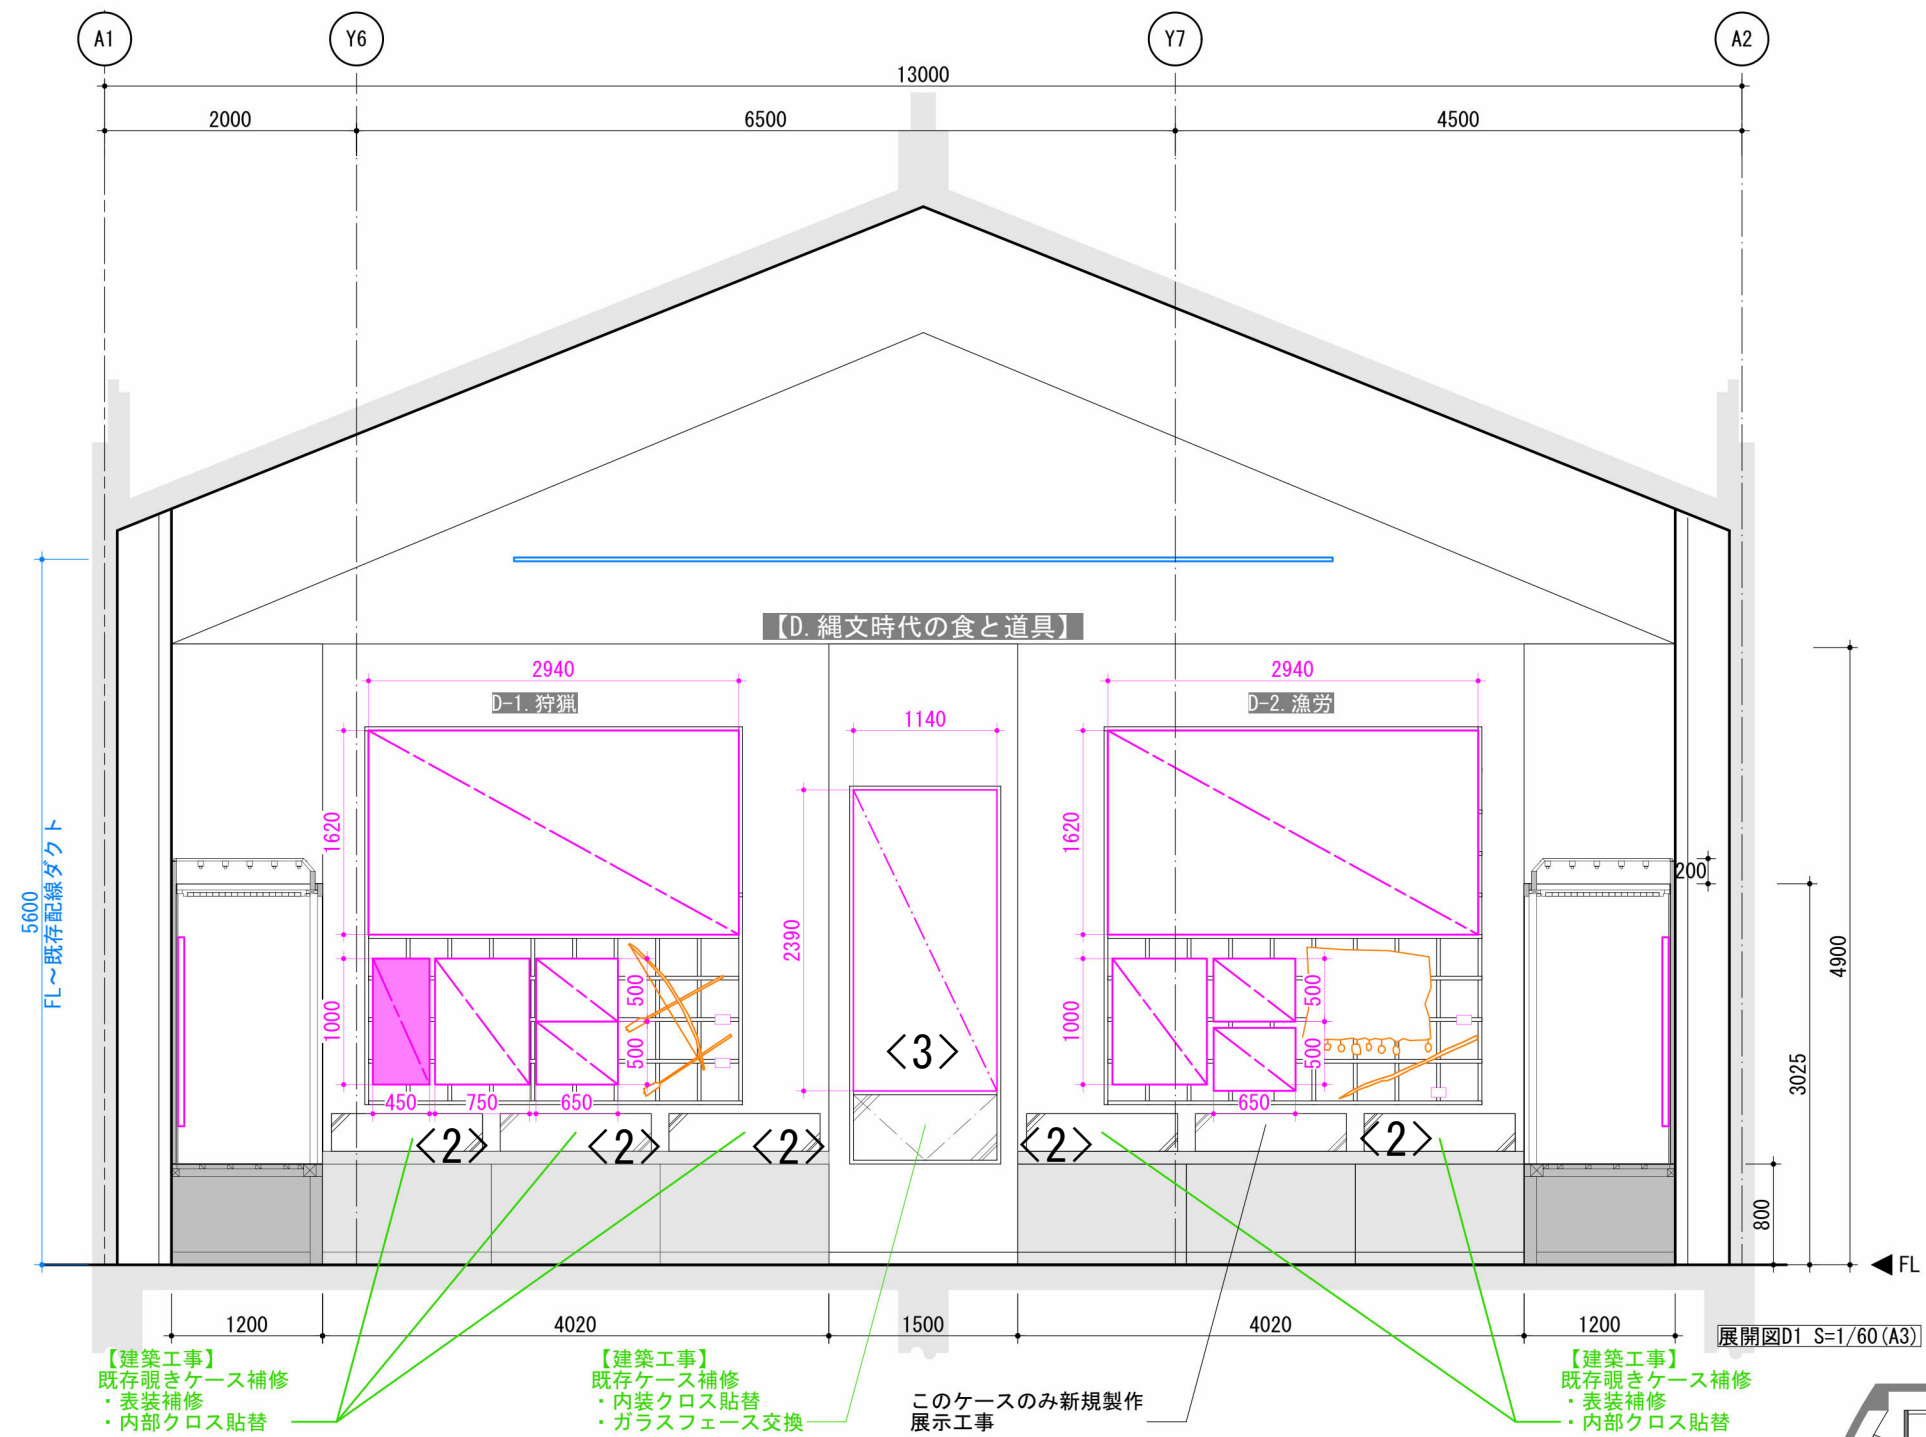 A1 Y6 Y7 A2
13000
2000 6500 4500
【D. 縄文時代の食と道具】
2940 2940
D-1. 狩猟 D-2. 漁労
1140
1620 1620
200
2390
5600
FL～既存配線ダクト
4900
1000 500 500 1000 500 500
<3>
3025
450 750 650 650
<2> <2> <2> <2> <2>
800
FL
1200 4020 1500 4020 1200
展開図D1 S=1/60(A3)
【建築工事】
既存覗きケース補修
・表装補修
・内部クロス貼替
【建築工事】
既存ケース補修
・内装クロス貼替
・ガラスフェース交換
このケースのみ新規製作
展示工事
【建築工事】
既存覗きケース補修
・表装補修
・内部クロス貼替